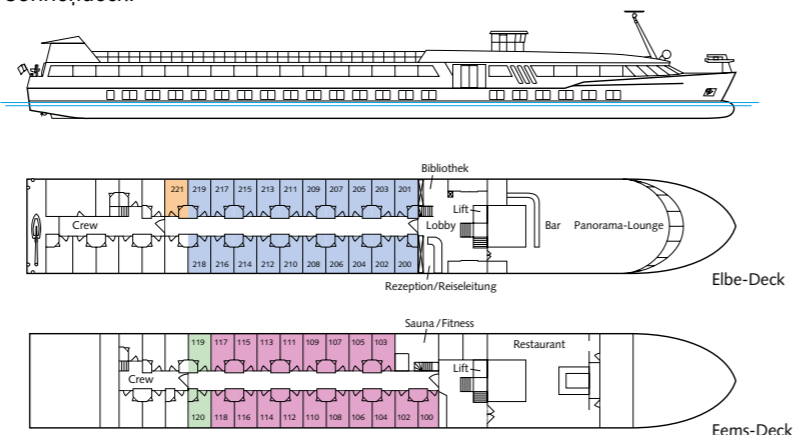 Sonnendeck.
Bibliothek
221 219 217 215 213 211 209 207 205 203 201
Lift
Crew Lobby Bar Panorama-Lounge
218 216 214 212 210 208 206 204 202 200
Elbe-Deck
Rezeption/Reiseleitung
Sauna/Fitness
119 117 115 113 111 109 107 105 103
Restaurant
Lift
Crew
120 118 116 114 112 110 108 106 104 102 100
Eems-Deck